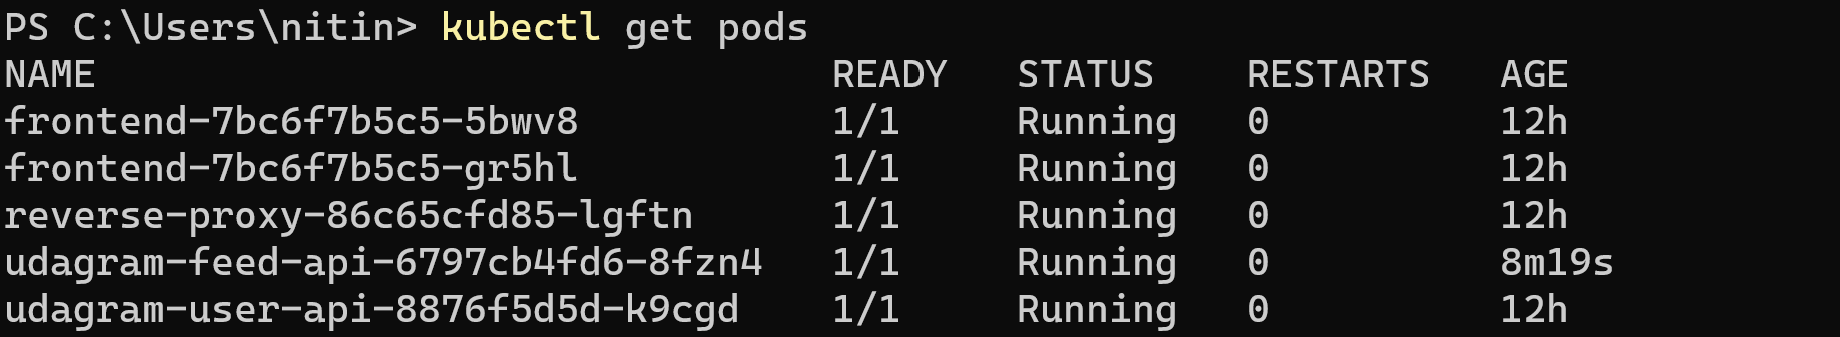 PS C:\Users\nitin> kubectl get pods
NAME READY STATUS RESTARTS AGE
frontend-7bc6f7b5c5-5bwv8 1/1 Running 0 12h
frontend-7bc6f7b5c5-gr5hl 1/1 Running 0 12h
reverse-proxy-86c65cfd85-lgftn 1/1 Running 0 12h
udagram-feed-api-6797cb4fd6-8fzn4 1/1 Running 0 8m19s
udagram-user-api-8876f5d5d-k9cgd 1/1 Running 0 12h